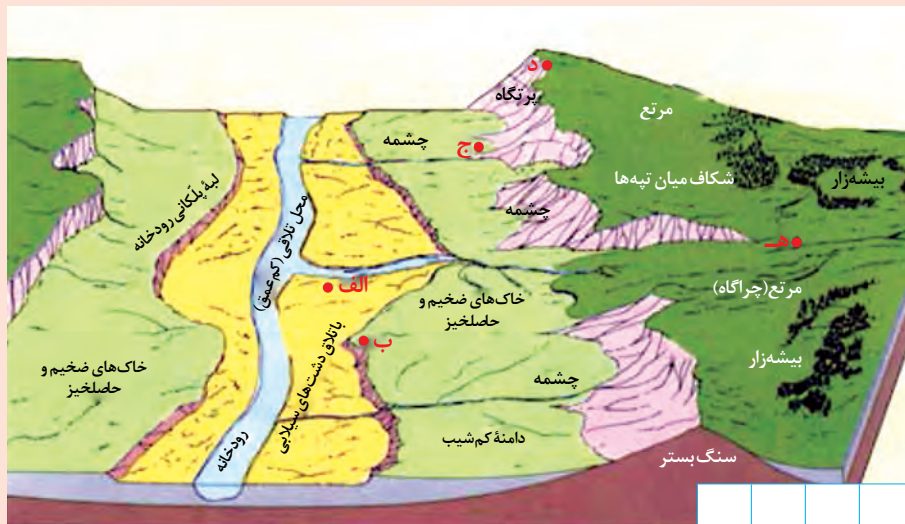 د
پرتگاه
مرتع
چشمه
ج
شکاف میان تپه‌ها
بیشه‌زار
لبهٔ پلّکانی رودخانه
محل تلاقی (کم‌عمق)
چشمه
هـ
الف
مرتع (چراگاه)
خاک‌های ضخیم و
حاصلخیز
ب
باتلاق دشت‌های سیلابی
بیشه‌زار
خاک‌های ضخیم و
حاصلخیز
چشمه
رودخانه
دامنهٔ کم‌شیب
سنگ بستر